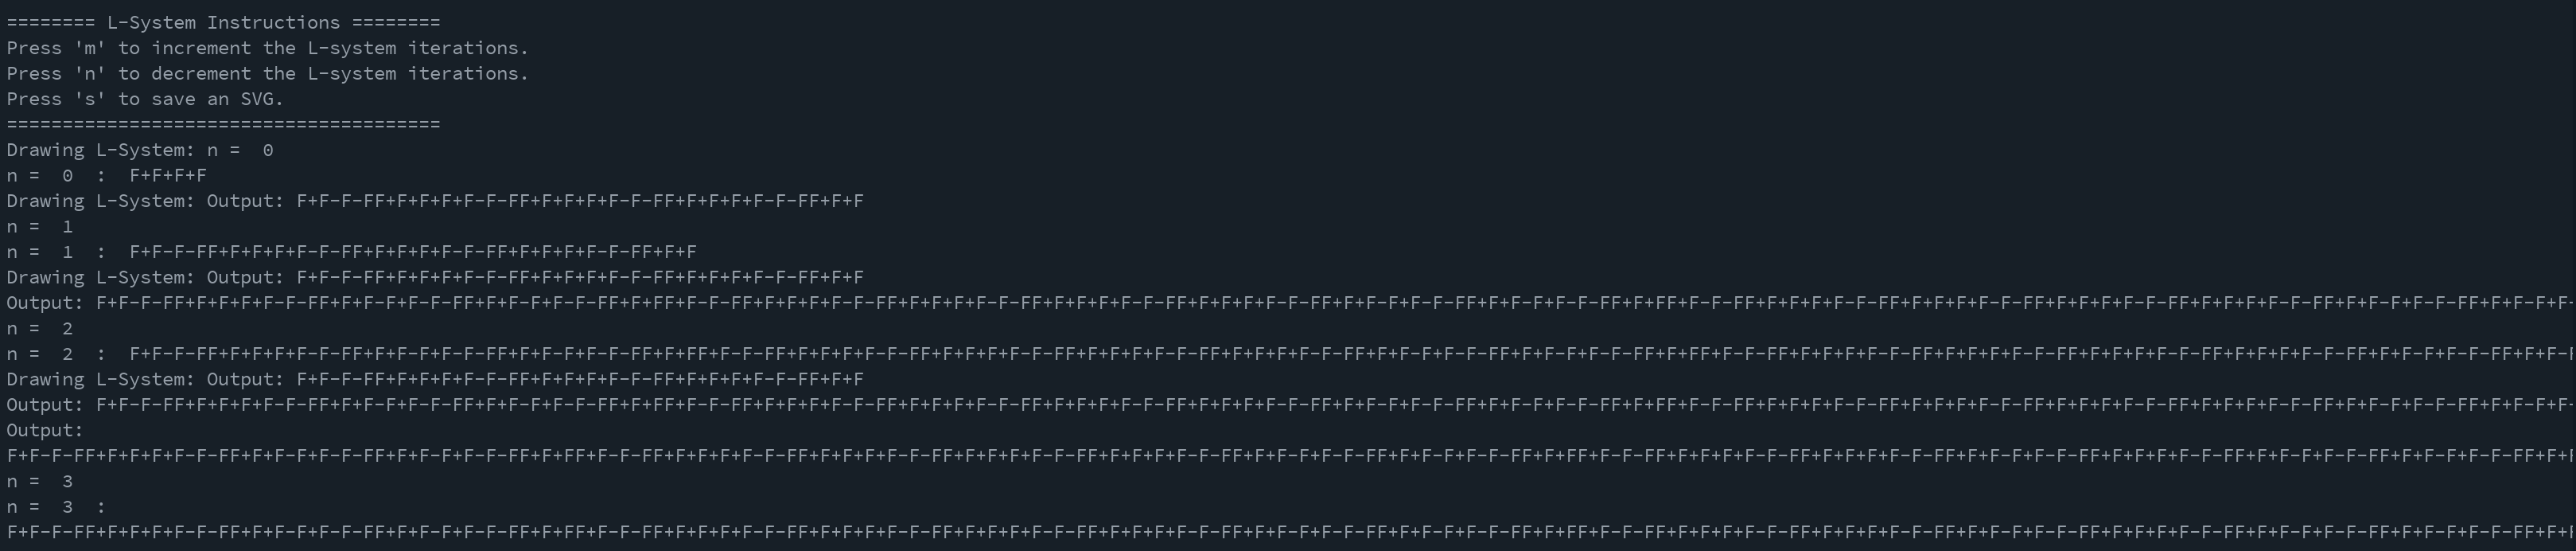 ======== L-System Instructions ========
Press 'm' to increment the L-system iterations.
Press 'n' to decrement the L-system iterations.
Press 's' to save an SVG.
=======================================
Drawing L-System: n =  0
n =  0  :  F+F+F+F
Drawing L-System: Output: F+F-F-FF+F+F+F+F-F-FF+F+F+F+F-F-FF+F+F+F+F-F-FF+F+F
n =  1
n =  1  :  F+F-F-FF+F+F+F+F-F-FF+F+F+F+F-F-FF+F+F+F+F-F-FF+F+F
Drawing L-System: Output: F+F-F-FF+F+F+F+F-F-FF+F+F+F+F-F-FF+F+F+F+F-F-FF+F+F
Output: F+F-F-FF+F+F+F+F-F-FF+F+F-F+F-F-FF+F+F-F+F-F-FF+F+FF+F-F-FF+F+F+F+F-F-FF+F+F+F+F-F-FF+F+F+F+F-F-FF+F+F+F+F-F-FF+F+F-F+F-F-FF+F+F-F+F-F-FF+F+FF+F-F-FF+F+F+F+F-F-FF+F+F+F+F-F-FF+F+F+F+F-F-FF+F+F+F+F-F-FF+F+F-F+F-F-FF+F+F-F+F-
n =  2
n =  2  :  F+F-F-FF+F+F+F+F-F-FF+F+F-F+F-F-FF+F+F-F+F-F-FF+F+FF+F-F-FF+F+F+F+F-F-FF+F+F+F+F-F-FF+F+F+F+F-F-FF+F+F+F+F-F-FF+F+F-F+F-F-FF+F+F-F+F-F-FF+F+FF+F-F-FF+F+F+F+F-F-FF+F+F+F+F-F-FF+F+F+F+F-F-FF+F+F+F+F-F-FF+F+F-F+F-F-FF+F+F-F
Drawing L-System: Output: F+F-F-FF+F+F+F+F-F-FF+F+F+F+F-F-FF+F+F+F+F-F-FF+F+F
Output: F+F-F-FF+F+F+F+F-F-FF+F+F-F+F-F-FF+F+F-F+F-F-FF+F+FF+F-F-FF+F+F+F+F-F-FF+F+F+F+F-F-FF+F+F+F+F-F-FF+F+F+F+F-F-FF+F+F-F+F-F-FF+F+F-F+F-F-FF+F+FF+F-F-FF+F+F+F+F-F-FF+F+F+F+F-F-FF+F+F+F+F-F-FF+F+F+F+F-F-FF+F+F-F+F-F-FF+F+F-F+F-
Output:
F+F-F-FF+F+F+F+F-F-FF+F+F-F+F-F-FF+F+F-F+F-F-FF+F+FF+F-F-FF+F+F+F+F-F-FF+F+F+F+F-F-FF+F+F+F+F-F-FF+F+F+F+F-F-FF+F+F-F+F-F-FF+F+F-F+F-F-FF+F+FF+F-F-FF+F+F+F+F-F-FF+F+F+F+F-F-FF+F+F-F+F-F-FF+F+F+F+F-F-FF+F+F-F+F-F-FF+F+F-F+F-F-FF+F+F
n =  3
n =  3  :
F+F-F-FF+F+F+F+F-F-FF+F+F-F+F-F-FF+F+F-F+F-F-FF+F+FF+F-F-FF+F+F+F+F-F-FF+F+F+F+F-F-FF+F+F+F+F-F-FF+F+F+F+F-F-FF+F+F-F+F-F-FF+F+F-F+F-F-FF+F+FF+F-F-FF+F+F+F+F-F-FF+F+F+F+F-F-FF+F+F-F+F-F-FF+F+F+F+F-F-FF+F+F-F+F-F-FF+F+F-F+F-F-FF+F+F